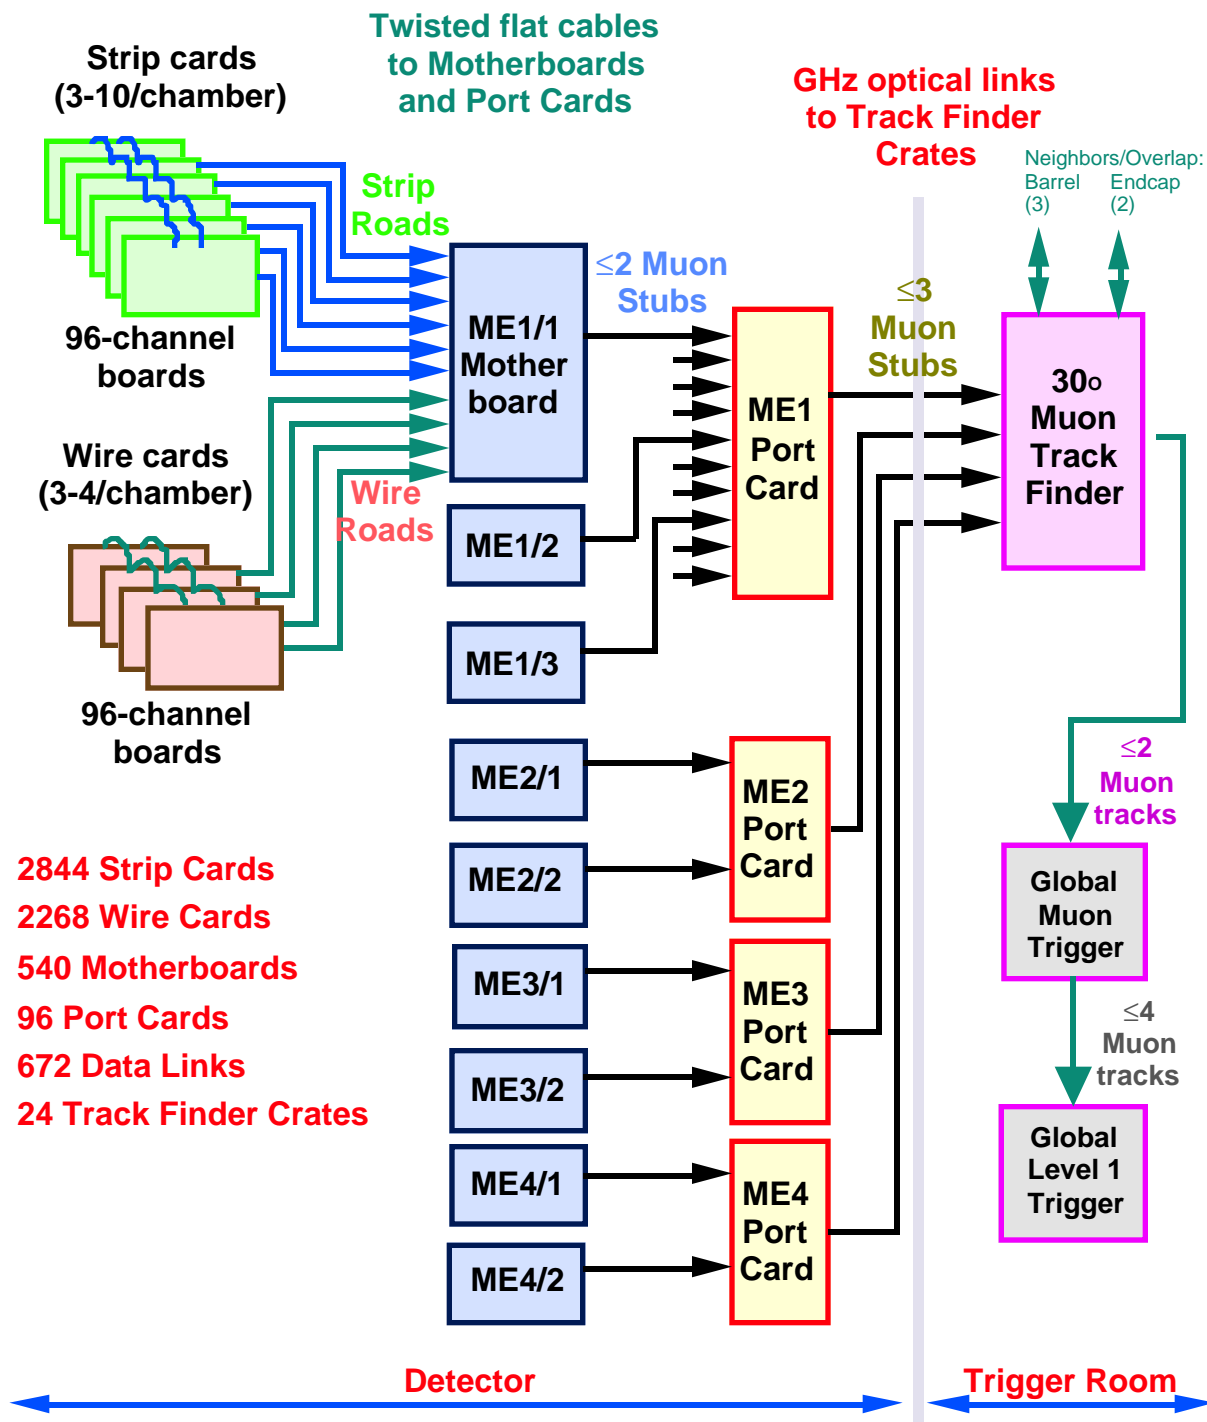 Twisted flat cables
to Motherboards
and Port Cards
Strip cards
(3-10/chamber)
GHz optical links
to Track Finder
Crates
Neighbors/Overlap:
Barrel
(3)
Endcap
(2)
Strip
Roads
96-channel
boards
ME1/1
Mother
board
≤2 Muon
Stubs
≤3
Muon
Stubs
ME1
Port
Card
30o
Muon
Track
Finder
Wire cards
(3-4/chamber)
Wire
Roads
96-channel
boards
ME1/2
ME1/3
ME2/1
ME2/2
ME2
Port
Card
≤2
Muon
tracks
2844 Strip Cards
2268 Wire Cards
540 Motherboards
96 Port Cards
672 Data Links
24 Track Finder Crates
ME3/1
ME3/2
ME3
Port
Card
Global
Muon
Trigger
≤4
Muon
tracks
ME4/1
ME4/2
ME4
Port
Card
Global
Level 1
Trigger
Detector
Trigger Room